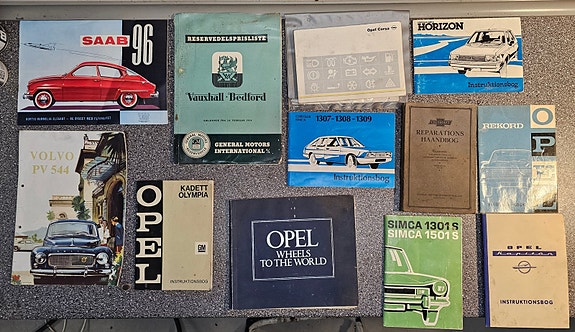 SAAB 96
RESERVEDELSPRISLISTE
Vauxhall - Bedford
GENERAL MOTORS
INTERNATIONAL A/S
Opel Corsa
HORIZON
Instruktionsbog
1307-1308-1309
Instruktionsbog
CHEVROLET
REPARATIONS
HAANDBOG
REKORD
OP
VOLVO
PV 544
OPEL
KADETT
OLYMPIA
GM
INSTRUKTIONSBOG
OPEL
WHEELS
TO THE WORLD
SIMCA 1301 S
SIMCA 1501 S
OPEL
Kapitän
INSTRUKTIONSBOG